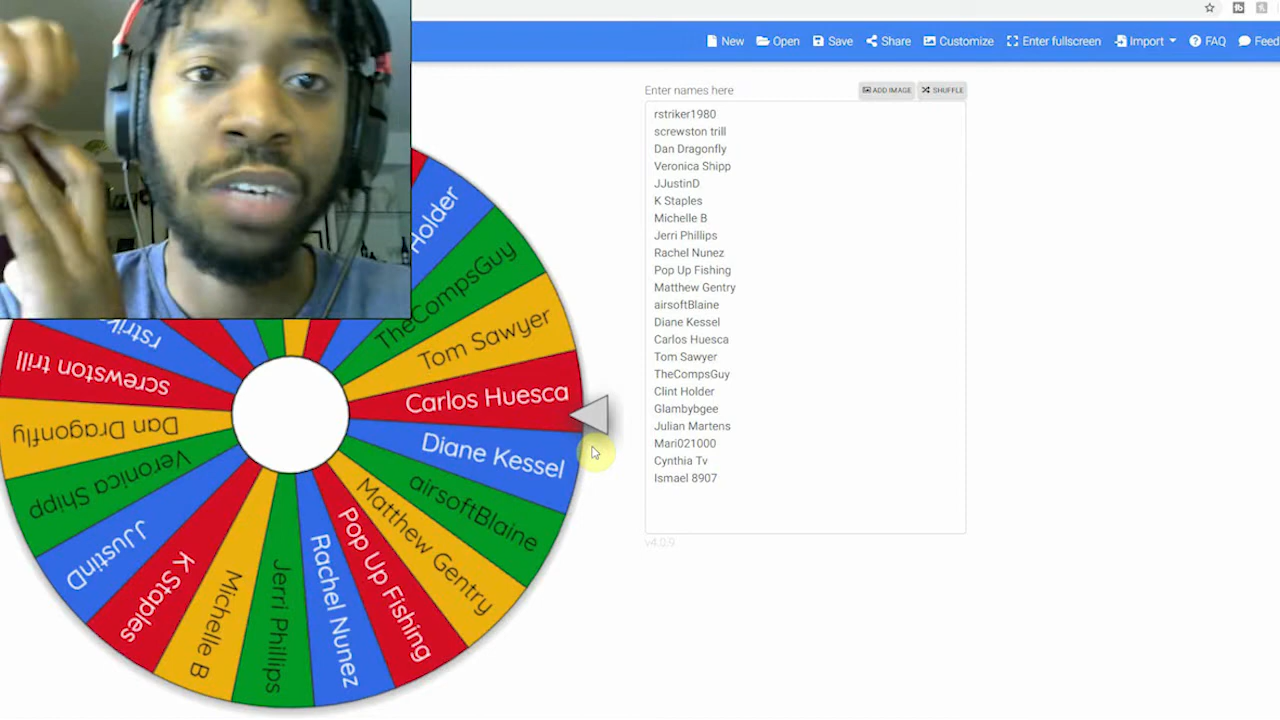 New Open Save Share Customize Enter fullscreen Import FAQ Feed
Enter names here
ADD IMAGE SHUFFLE
rstriker1980
screwston trill
Dan Dragonfly
Veronica Shipp
JJustinD
K Staples
Michelle B
Jerri Phillips
Rachel Nunez
Pop Up Fishing
Matthew Gentry
airsoftBlaine
Diane Kessel
Carlos Huesca
Tom Sawyer
TheCompsGuy
Clint Holder
Glambybgee
Julian Martens
Mari021000
Cynthia Tv
Ismael 8907
v4.0.9
Holder
TheCompsGuy
Tom Sawyer
Carlos Huesca
Diane Kessel
airsoftBlaine
Matthew Gentry
Pop Up Fishing
Rachel Nunez
Jerri Phillips
Michelle B
K Staples
JJustinD
Veronica Shipp
Dan Dragonfly
screwston trill
rstrik